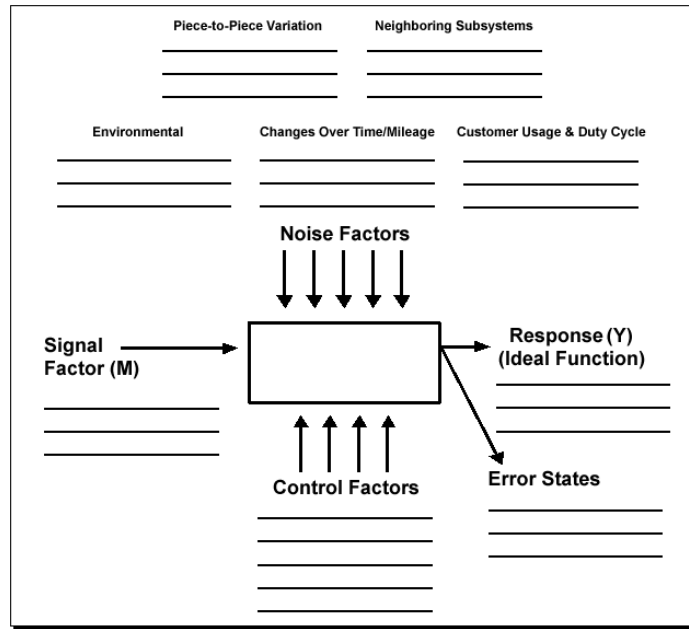 Piece-to-Piece Variation
Neighboring Subsystems
Environmental
Changes Over Time/Mileage
Customer Usage & Duty Cycle
Noise Factors
Signal
Factor (M)
Response (Y)
(Ideal Function)
Control Factors
Error States